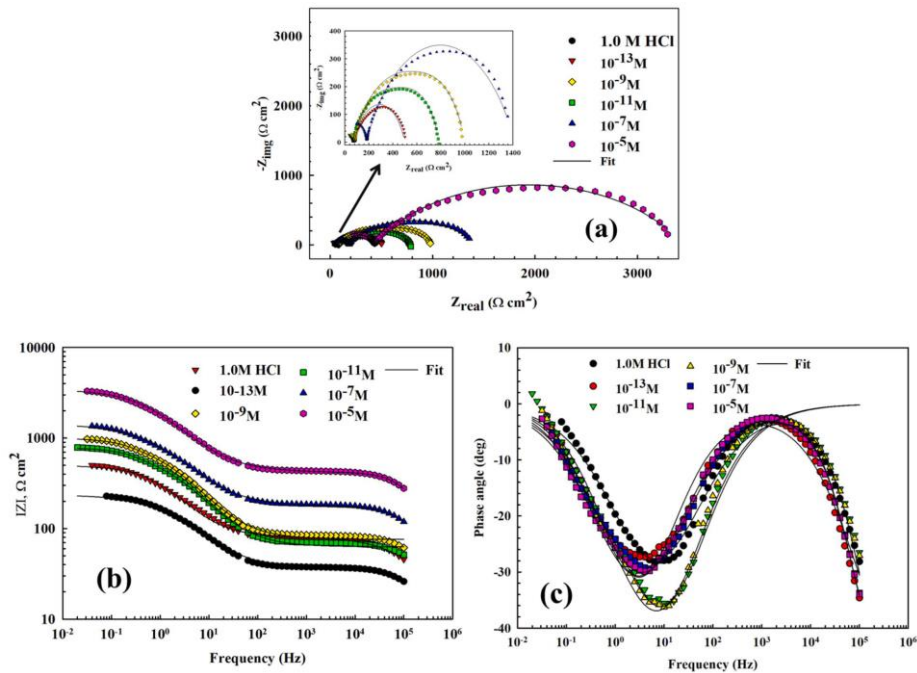 3000
2000
1000
0
-Zimg (Ω cm²)
0 1000 2000 3000
Zreal (Ω cm²)
400
300
200
100
0
-Zimg (Ω cm²)
0 200 400 600 800 1000 1200 1400
Zreal (Ω cm²)
1.0 M HCl
10⁻¹³M
10⁻⁹M
10⁻¹¹M
10⁻⁷M
10⁻⁵M
Fit
(a)
10000
1000
100
10
IZI, Ω cm²
1.0M HCl 10⁻¹¹M Fit
10-13M 10⁻⁷M
10⁻⁹M 10⁻⁵M
(b)
10⁻² 10⁻¹ 10⁰ 10¹ 10² 10³ 10⁴ 10⁵ 10⁶
Frequency (Hz)
10
0
-10
-20
-30
-40
Phase angle (deg)
1.0M HCl 10⁻⁹M Fit
10⁻¹³M 10⁻⁷M
10⁻¹¹M 10⁻⁵M
(c)
10⁻² 10⁻¹ 10⁰ 10¹ 10² 10³ 10⁴ 10⁵ 10⁶
Frequency (Hz)